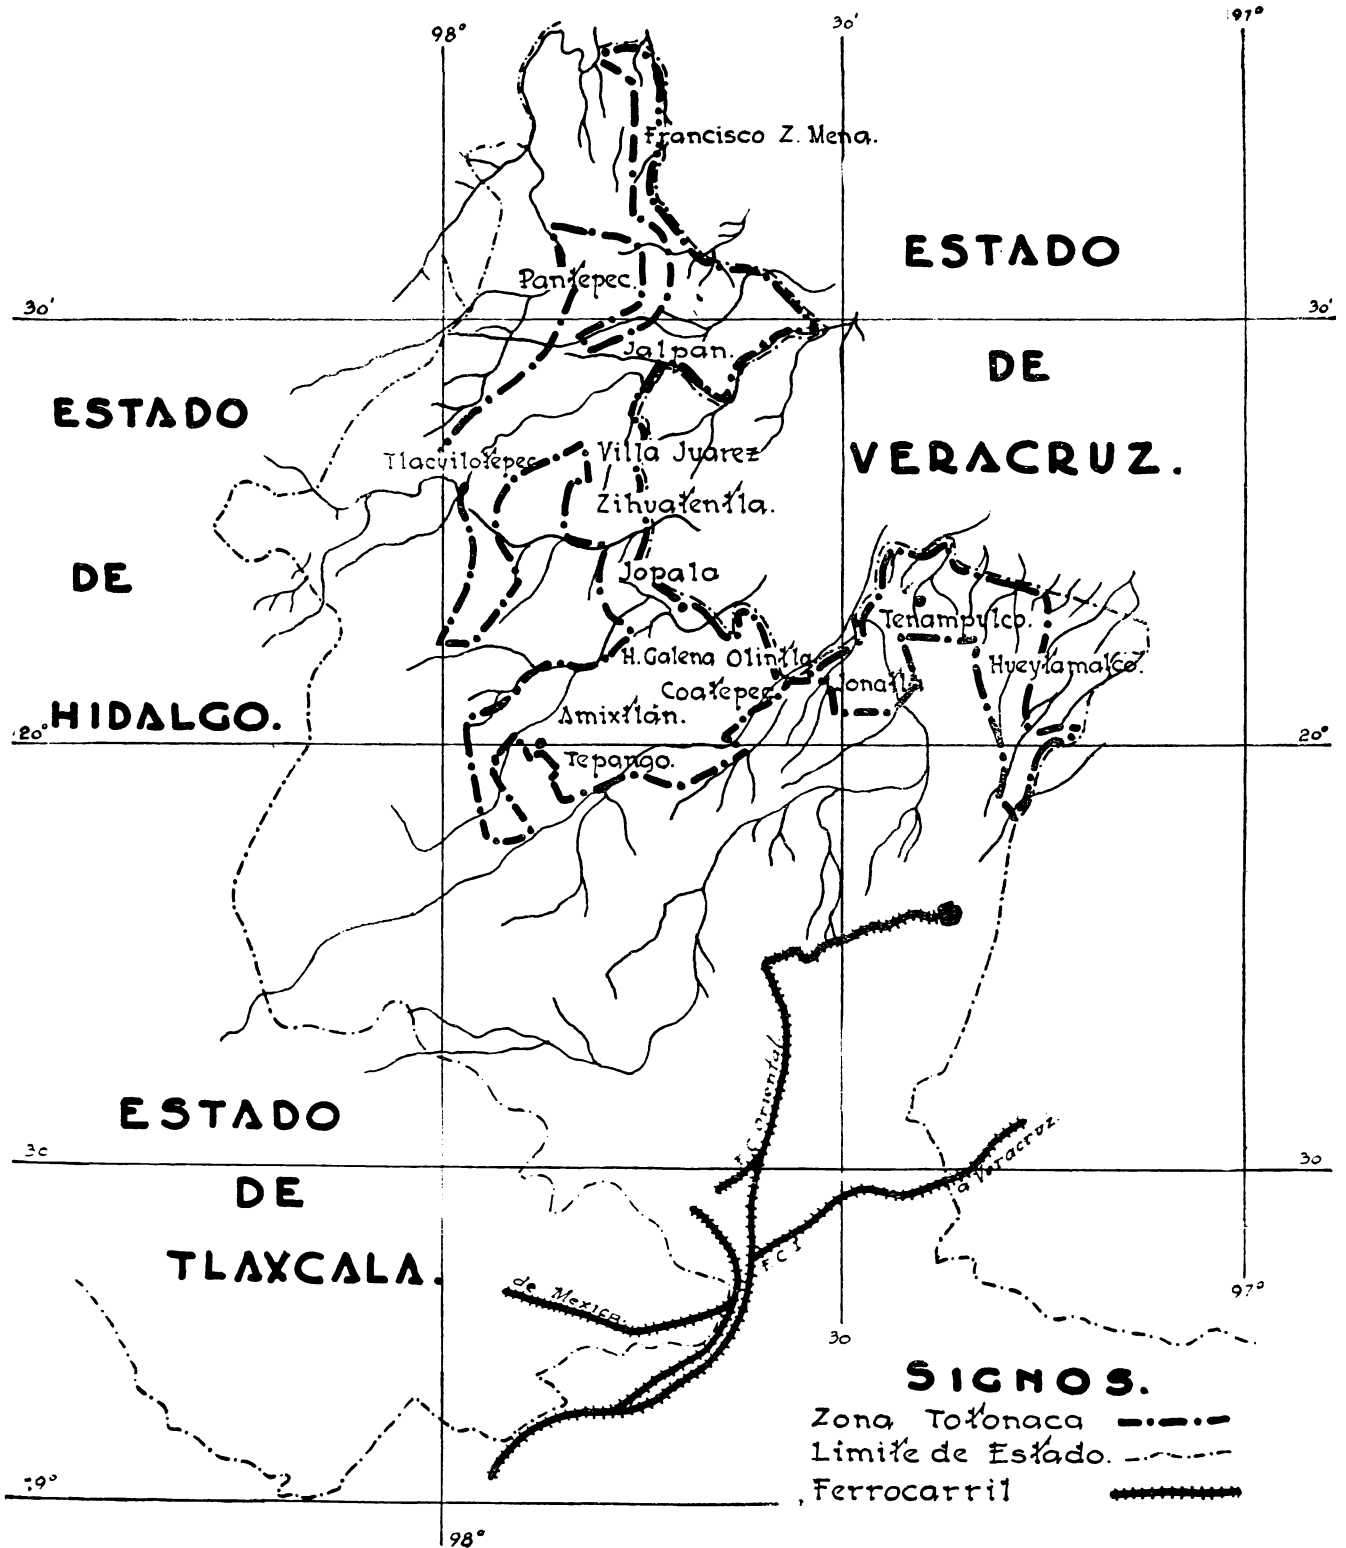 98°
30'
97°
Francisco Z. Mena.
ESTADO
DE
VERACRUZ.
Pantepec.
30'
30'
Jalpan.
ESTADO
DE
HIDALGO.
Tlacuilotepec
Villa Juarez
Zihuatentla.
Jopala
Tenampulco.
H. Galena Olintla
Hueytamalco.
Coatepec
Jonatla
Amixtlán.
20°
20°
Tepango.
F.C. Oriental.
ESTADO
DE
TLAXCALA.
30
30
a Veracruz.
F.C.I
de Mexico.
97°
30
SIGNOS.
Zona Totonaca
Limite de Estado.
Ferrocarril
19°
98°